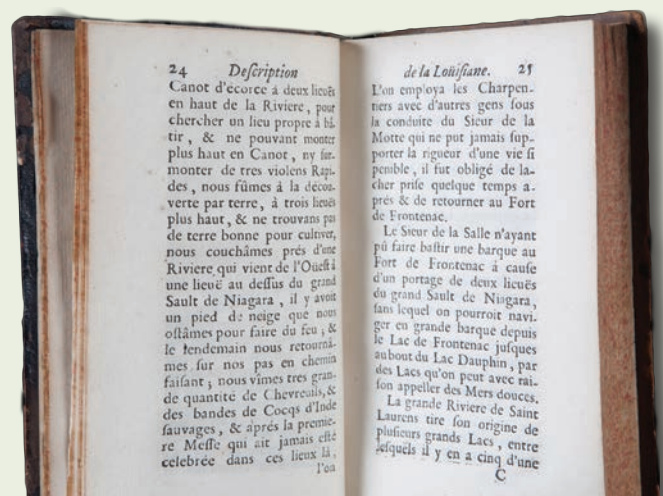 24 Deſcription
Canot d'écorce à deux lieuës
en haut de la Riviere, pour
chercher un lieu propre à bâ-
tir, & ne pouvant monter
plus haut en Canot, ny ſur-
monter de tres violens Rapi-
des, nous fûmes à la décou-
verte par terre, à trois lieuës
plus haut, & ne trouvans pas
de terre bonne pour cultiver,
nous couchâmes prés d'une
Riviere qui vient de l'Oüeſt à
une lieuë au deſſus du grand
Sault de Niagara, il y avoit
un pied de neige que nous
oſtâmes pour faire du feu, &
le lendemain nous retournâ-
mes ſur nos pas en chemin
faiſant; nous vîmes tres gran-
de quantité de Chevreuils, &
des bandes de Cocqs d'Inde
ſauvages, & aprés la premie-
re Meſſe qui ait jamais eſté
celebrée dans ces lieux là,
l'on
de la Loüiſiane. 25
L'on employa les Charpen-
tiers avec d'autres gens ſous
la conduite du Sieur de la
Motte qui ne put jamais ſup-
porter la rigueur d'une vie ſi
penible, il fut obligé de la-
cher priſe quelque temps a-
prés & de retourner au Fort
de Frontenac.
Le Sieur de la Salle n'ayant
pû faire baſtir une barque au
Fort de Frontenac à cauſe
d'un portage de deux lieuës
du grand Sault de Niagara,
ſans lequel on pourroit navi-
ger en grande barque depuis
le Lac de Frontenac juſques
au bout du Lac Dauphin, par
des Lacs qu'on peut avec rai-
ſon appeller des Mers douces.
La grande Riviere de Saint
Laurens tire ſon origine de
pluſieurs grands Lacs, entre
leſquels il y en a cinq d'une
C